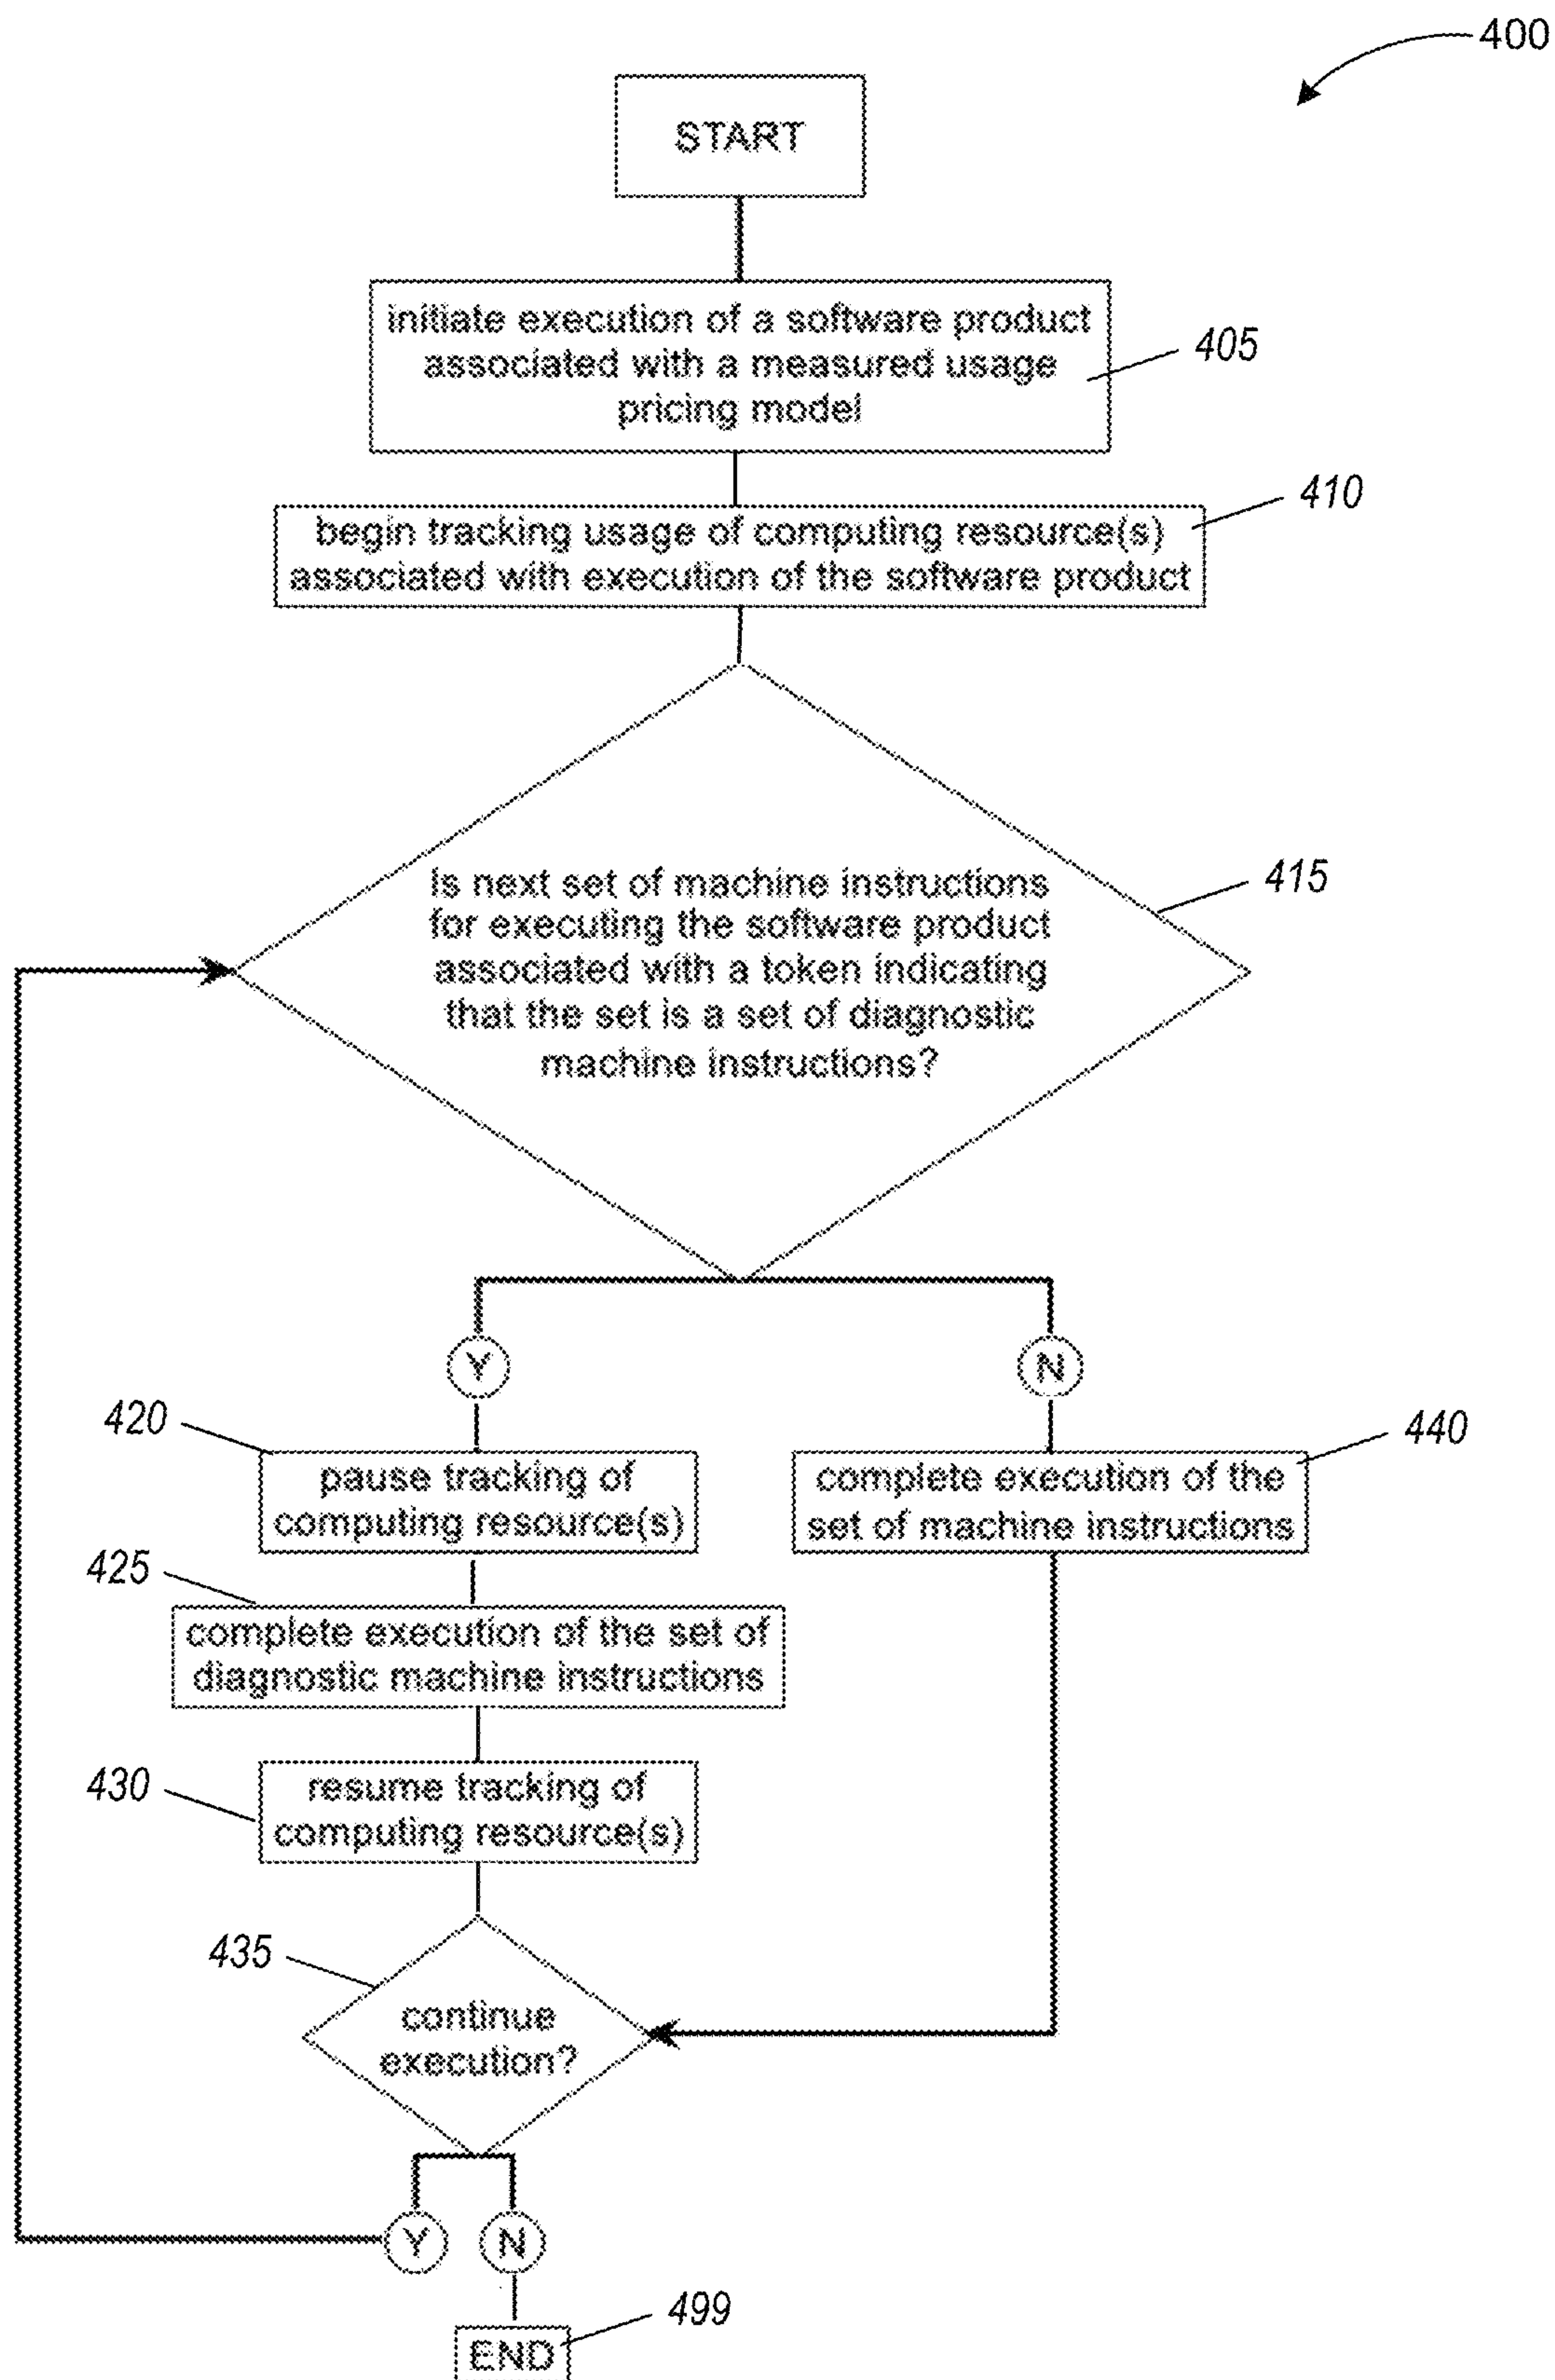 400
START
initiate execution of a software product
associated with a measured usage
pricing model
405
410
begin tracking usage of computing resource(s)
associated with execution of the software product
Is next set of machine instructions
for executing the software product
associated with a token indicating
that the set is a set of diagnostic
machine instructions?
415
Y
N
420
pause tracking of
computing resource(s)
440
complete execution of the
set of machine instructions
425
complete execution of the set of
diagnostic machine instructions
430
resume tracking of
computing resource(s)
435
continue
execution?
Y
N
499
END